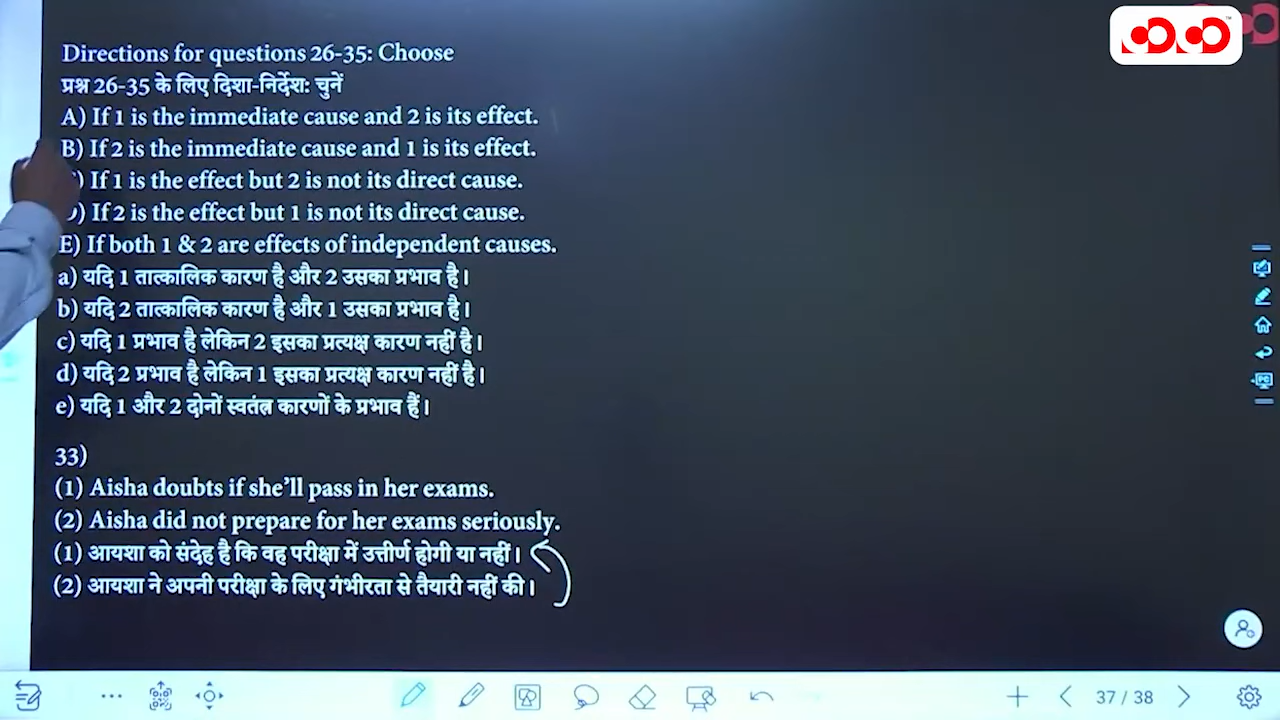 Directions for questions 26-35: Choose
प्रश्न 26-35 के लिए दिशा-निर्देश: चुनें
A) If 1 is the immediate cause and 2 is its effect.
B) If 2 is the immediate cause and 1 is its effect.
) If 1 is the effect but 2 is not its direct cause.
) If 2 is the effect but 1 is not its direct cause.
E) If both 1 & 2 are effects of independent causes.
a) यदि 1 तात्कालिक कारण है और 2 उसका प्रभाव है।
b) यदि 2 तात्कालिक कारण है और 1 उसका प्रभाव है।
c) यदि 1 प्रभाव है लेकिन 2 इसका प्रत्यक्ष कारण नहीं है।
d) यदि 2 प्रभाव है लेकिन 1 इसका प्रत्यक्ष कारण नहीं है।
e) यदि 1 और 2 दोनों स्वतंत्र कारणों के प्रभाव हैं।
33)
(1) Aisha doubts if she’ll pass in her exams.
(2) Aisha did not prepare for her exams seriously.
(1) आयशा को संदेह है कि वह परीक्षा में उत्तीर्ण होगी या नहीं।
(2) आयशा ने अपनी परीक्षा के लिए गंभीरता से तैयारी नहीं की।
37 / 38